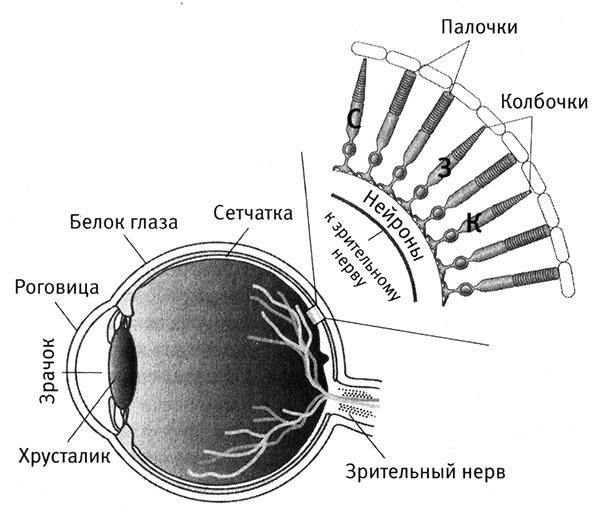 Палочки
Колбочки
С
З
К
Нейроны
к зрительному
нерву
Сетчатка
Белок глаза
Роговица
Зрачок
Хрусталик
Зрительный нерв